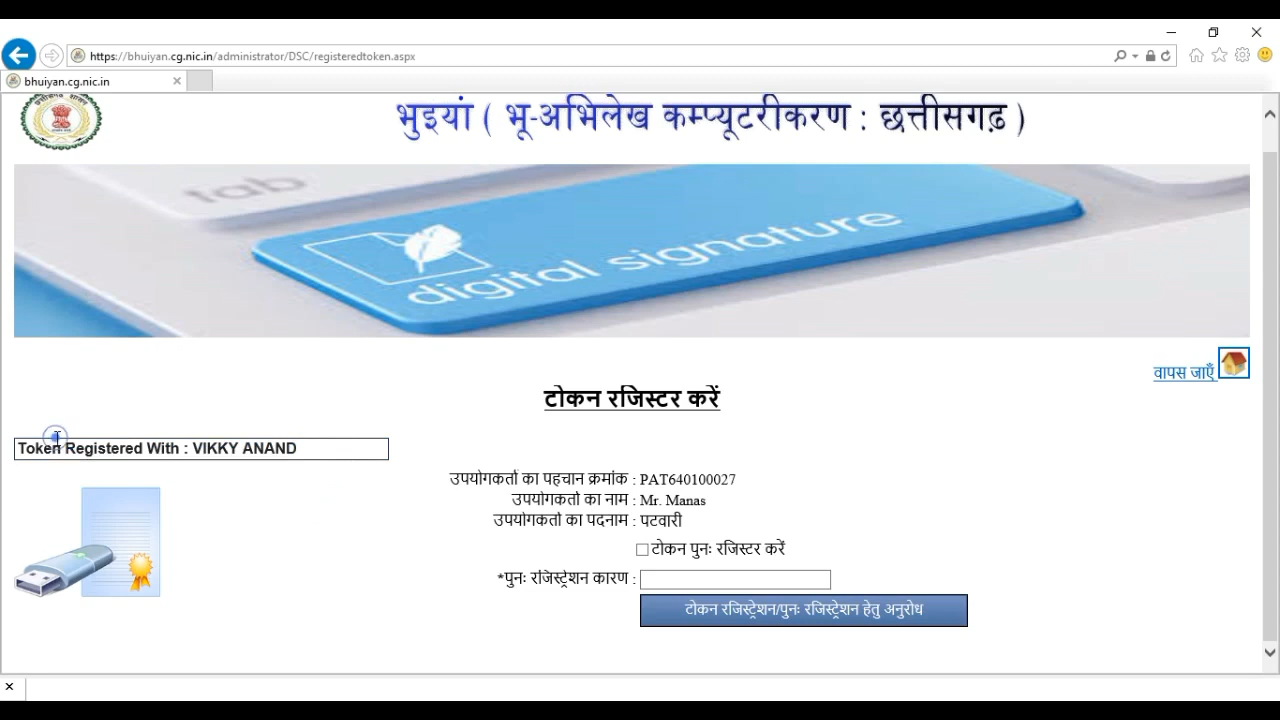 https://bhuiyan.cg.nic.in/administrator/DSC/registeredtoken.aspx
bhuiyan.cg.nic.in
भुइयां ( भू-अभिलेख कम्प्यूटरीकरण : छत्तीसगढ़ )
tab
digital signature
वापस जाएँ
टोकन रजिस्टर करें
Token Registered With : VIKKY ANAND
उपयोगकर्ता का पहचान क्रमांक : PAT640100027
उपयोगकर्ता का नाम : Mr. Manas
उपयोगकर्ता का पदनाम : पटवारी
टोकन पुनः रजिस्टर करें
*पुनः रजिस्ट्रेशन कारण :
टोकन रजिस्ट्रेशन/पुनः रजिस्ट्रेशन हेतु अनुरोध